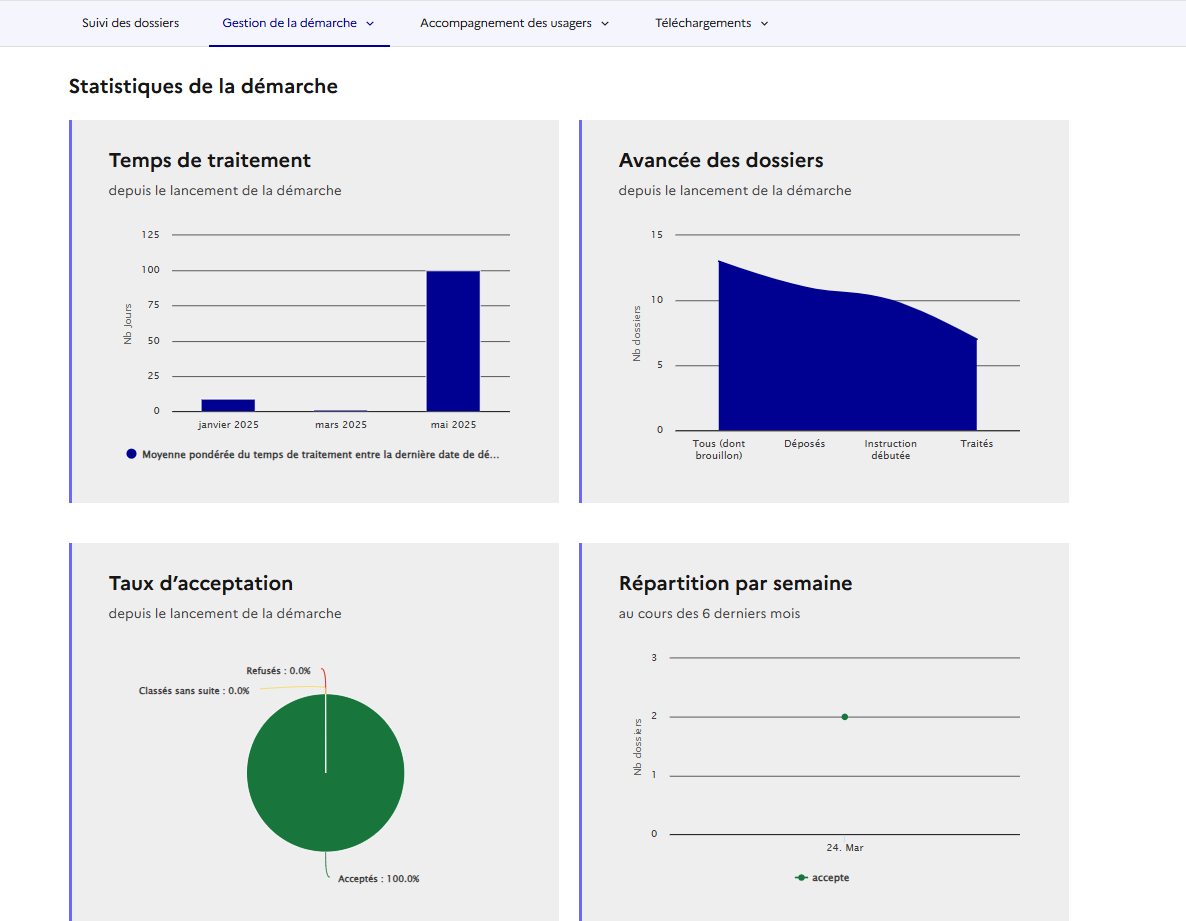 Suivi des dossiers
Gestion de la démarche
Accompagnement des usagers
Téléchargements
Statistiques de la démarche
Temps de traitement
depuis le lancement de la démarche
Nb Jours
125
100
75
50
25
0
janvier 2025
mars 2025
mai 2025
Moyenne pondérée du temps de traitement entre la dernière date de dé...
Avancée des dossiers
depuis le lancement de la démarche
Nb dossiers
15
10
5
0
Tous (dont
brouillon)
Déposés
Instruction
débutée
Traités
Taux d’acceptation
depuis le lancement de la démarche
Refusés : 0.0%
Classés sans suite : 0.0%
Acceptés : 100.0%
Répartition par semaine
au cours des 6 derniers mois
Nb dossiers
3
2
1
0
24. Mar
accepte